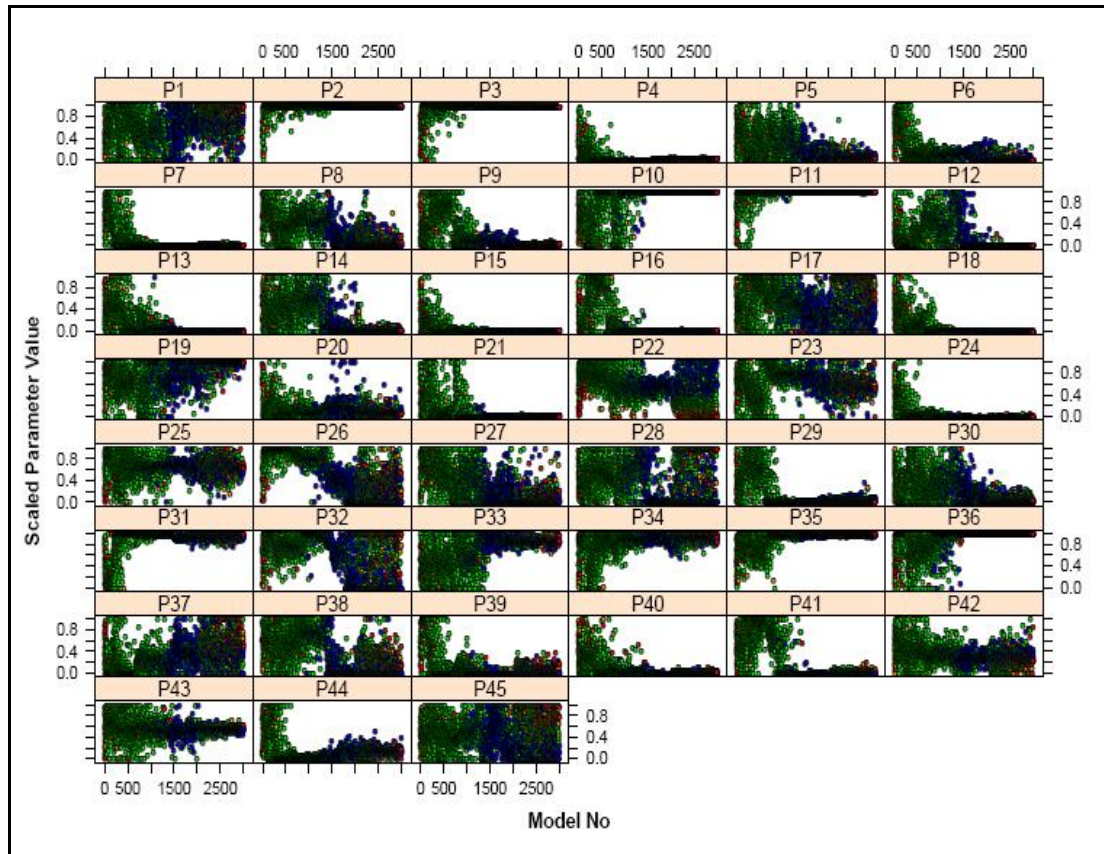 0 500 1500 2500 0 500 1500 2500 0 500 1500 2500
P1 P2 P3 P4 P5 P6
0.8
0.4
0.0
P7 P8 P9 P10 P11 P12
0.8
0.4
0.0
P13 P14 P15 P16 P17 P18
0.8
0.4
0.0
P19 P20 P21 P22 P23 P24
0.8
0.4
0.0
P25 P26 P27 P28 P29 P30
0.8
0.4
0.0
P31 P32 P33 P34 P35 P36
0.8
0.4
0.0
P37 P38 P39 P40 P41 P42
0.8
0.4
0.0
P43 P44 P45
0.8
0.4
0.0
0 500 1500 2500 0 500 1500 2500
Model No
Scaled Parameter Value